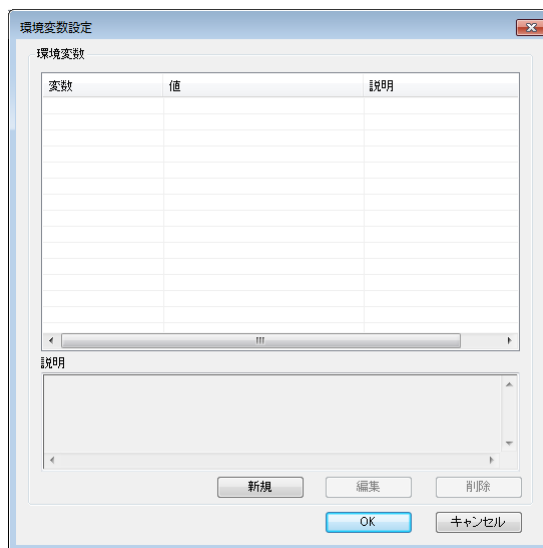 環境変数設定
環境変数
変数 値 説明
説明
新規 編集 削除
OK キャンセル